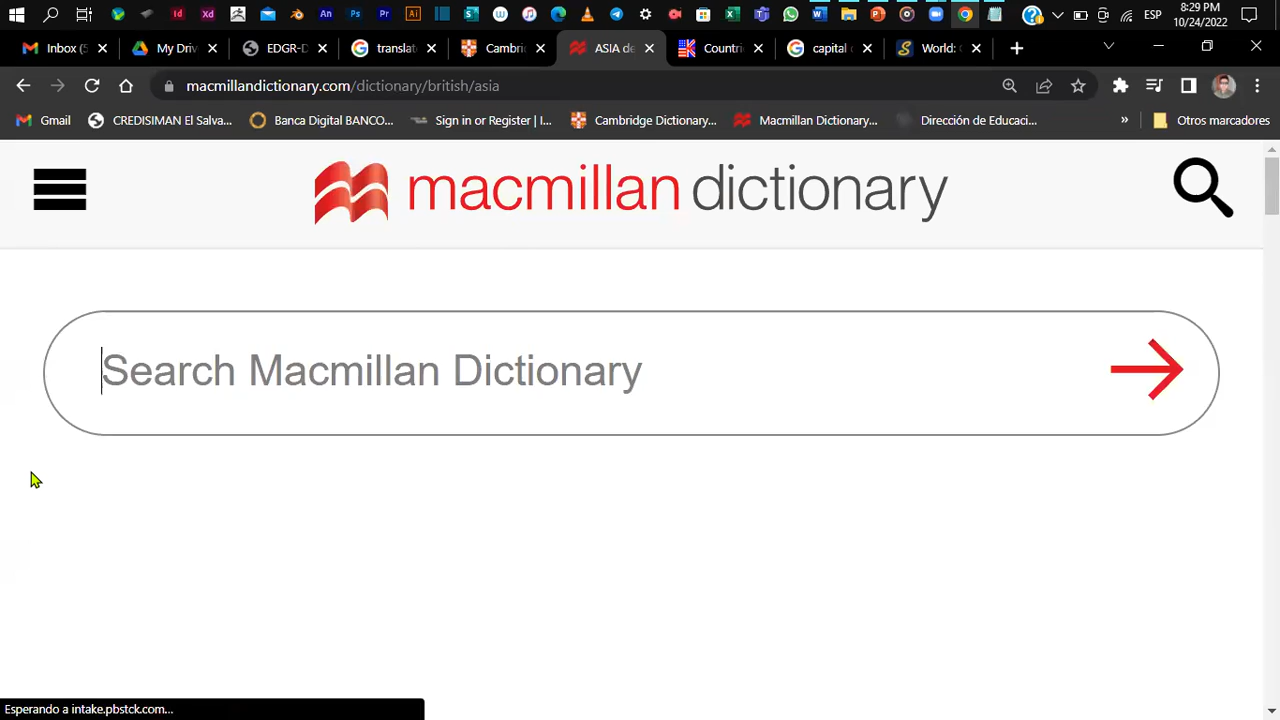 8:29 PM
ESP
10/24/2022
Inbox (5
My Driv
EDGR-D
translat
Cambri
ASIA de
Countri
capital
World:
macmillandictionary.com/dictionary/british/asia
Gmail
CREDISIMAN El Salva...
Banca Digital BANCO...
Sign in or Register | I...
Cambridge Dictionary...
Macmillan Dictionary...
Dirección de Educaci...
»
Otros marcadores
macmillan dictionary
Search Macmillan Dictionary
Esperando a intake.pbstck.com...